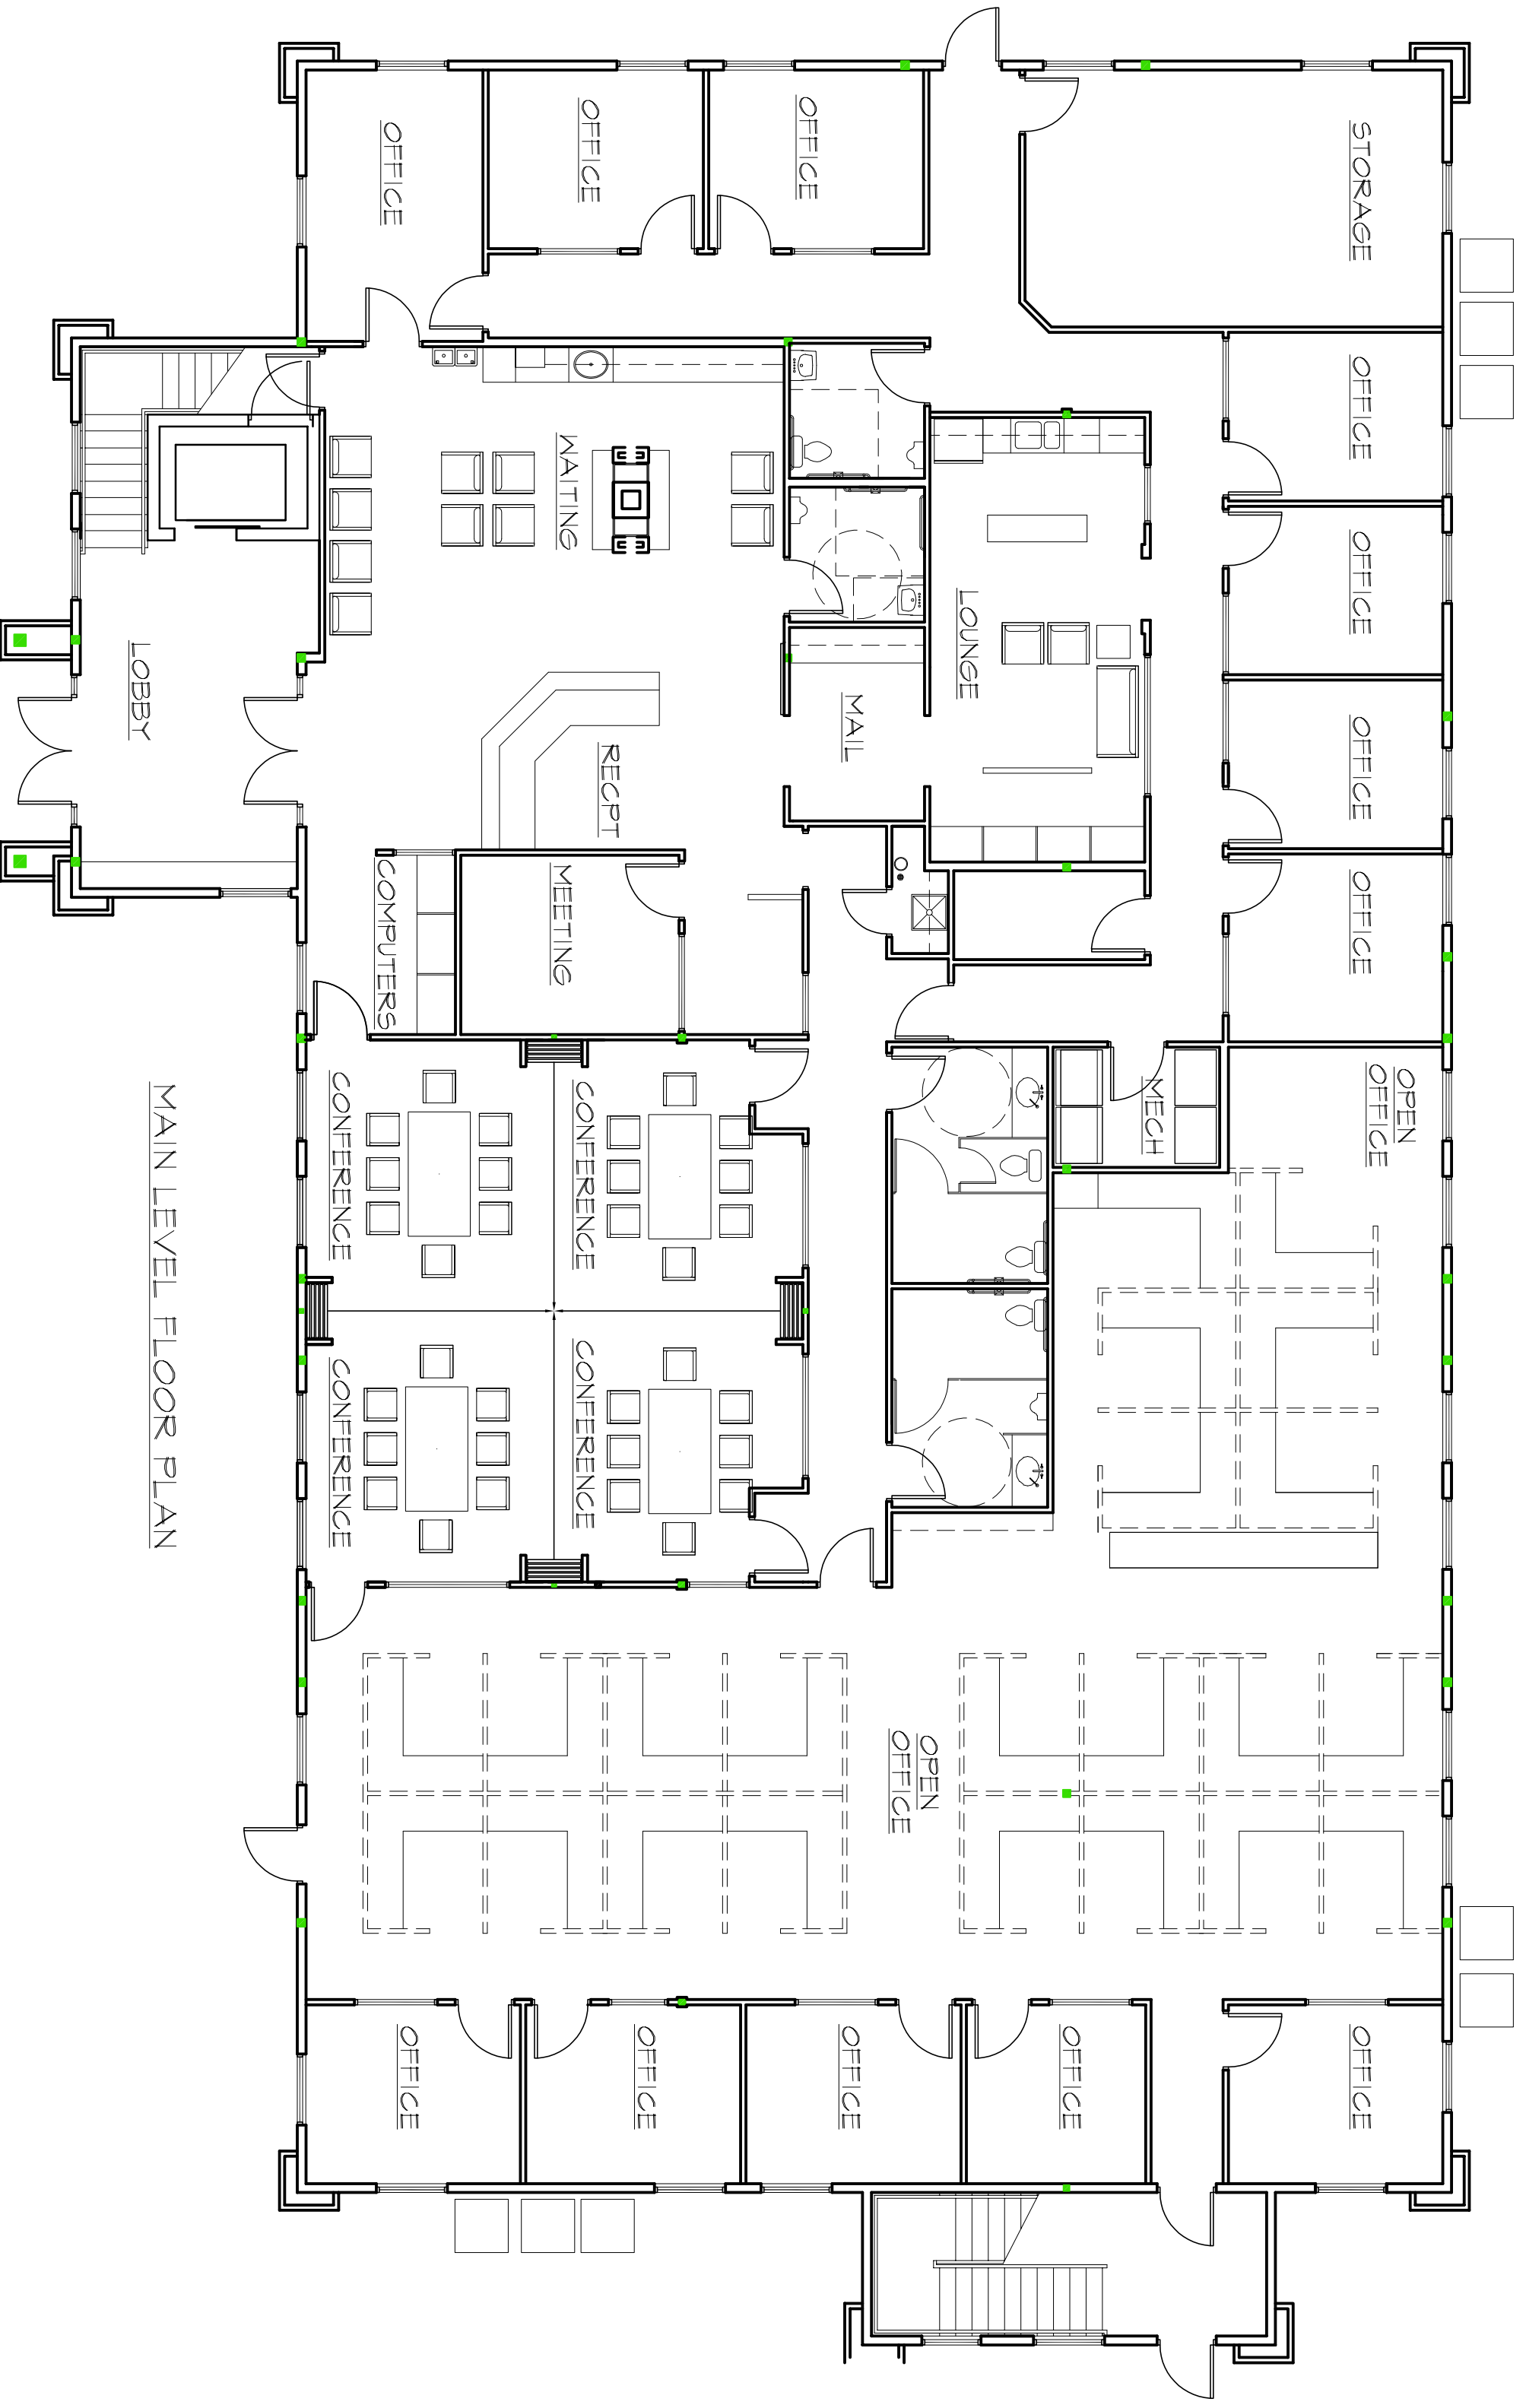 STORAGE
OFFICE
OFFICE
OFFICE
OFFICE
OPEN
OFFICE
OFFICE
OFFICE
OFFICE
OFFICE
LOUNGE
MAIL
MECH
WAITING
RECPT
MEETING
COMPUTERS
LOBBY
CONFERENCE
CONFERENCE
CONFERENCE
CONFERENCE
OPEN
OFFICE
OFFICE
OFFICE
OFFICE
OFFICE
MAIN LEVEL FLOOR PLAN